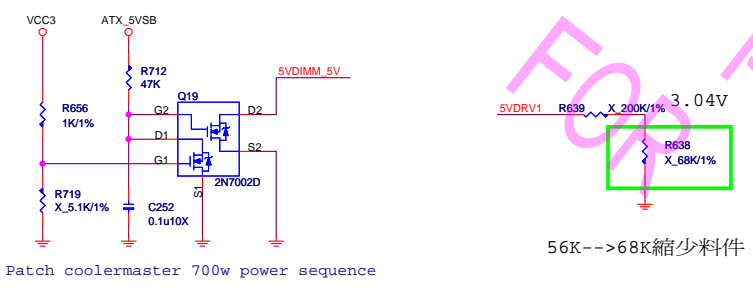 VCC3
ATX_5VSB
R712
47K
5VDIMM_5V
Q19
R656
1K/1%
G2
D2
D1
S2
G1
2N7002D
S1
R719
X_5.1K/1%
C252
0.1u10X
Patch coolermaster 700w power sequence
5VDRV1
R639
X_200K/1%
3.04V
R638
X_68K/1%
56K-->68K縮少料件
FOR